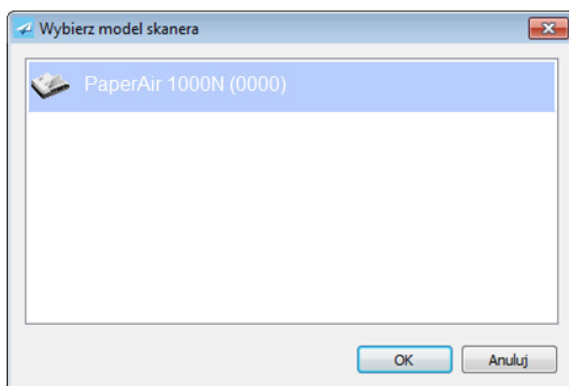 Wybierz model skanera
PaperAir 1000N (0000)
OK
Anuluj